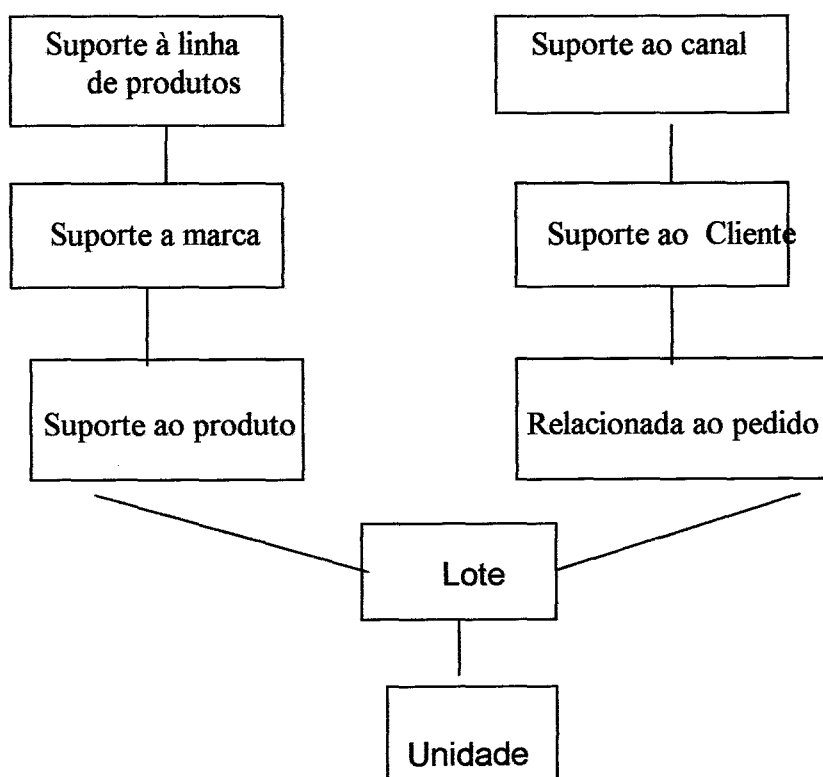 Suporte à linha
de produtos
Suporte ao canal
Suporte a marca
Suporte ao Cliente
Suporte ao produto
Relacionada ao pedido
Lote
Unidade